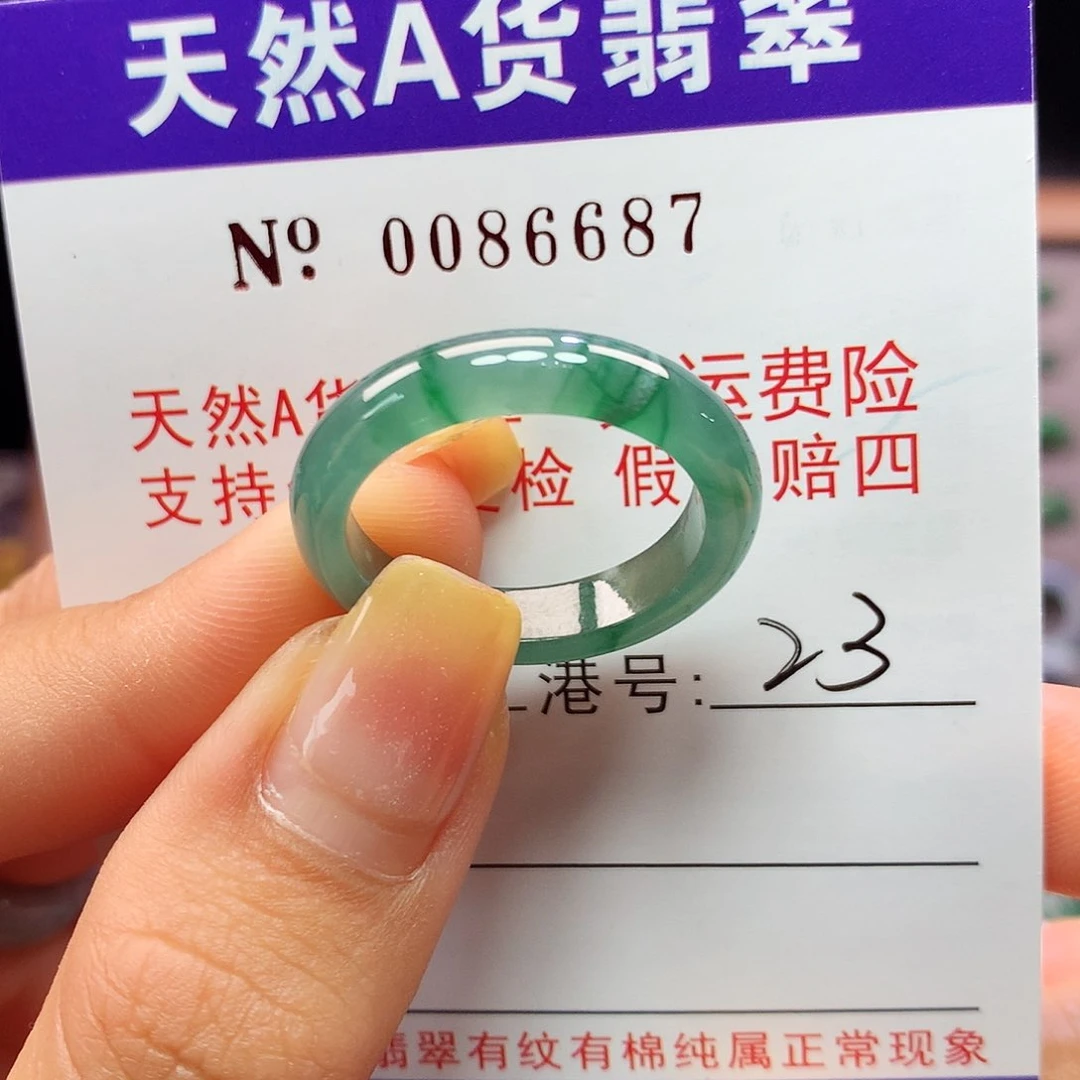 天然A货翡翠
Nº 0086687
天然A货 运费险
支持 检 假 赔四
港号: 23
翡翠有纹有棉纯属正常现象